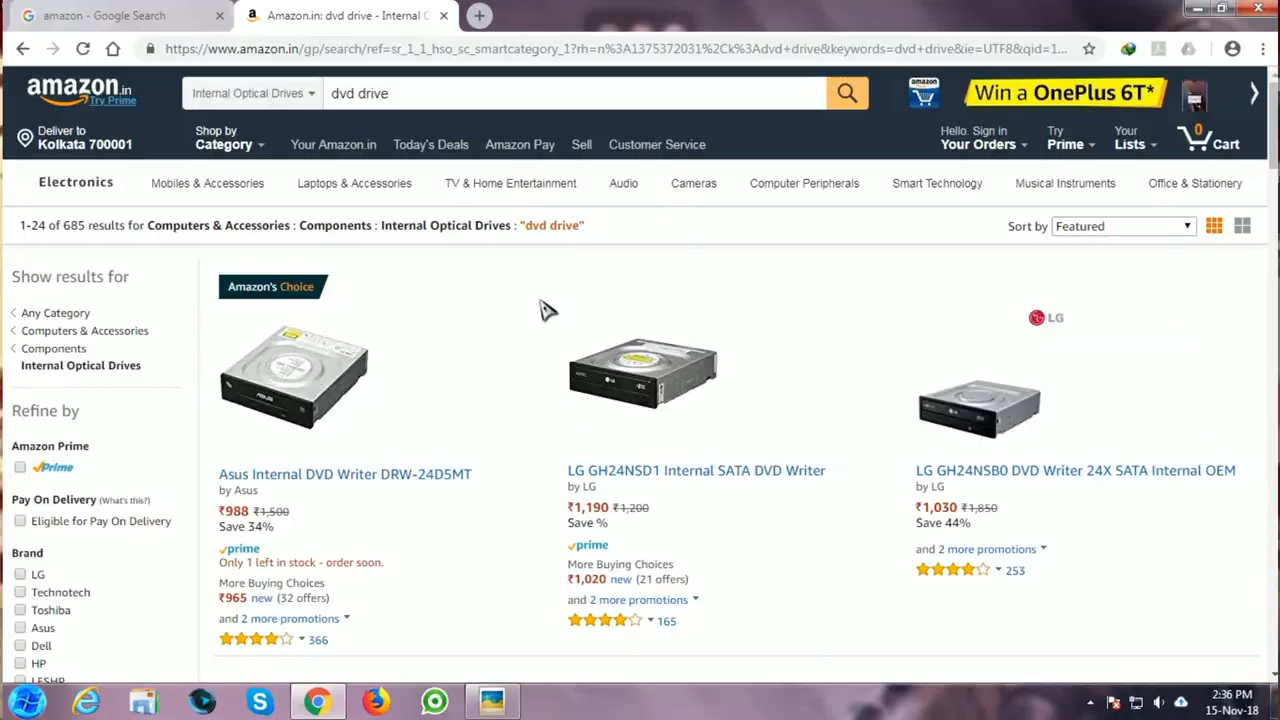 amazon - Google Search
Amazon.in: dvd drive - Internal
https://www.amazon.in/gp/search/ref=sr_1_1_hso_sc_smartcategory_1?rh=n%3A1375372031%2Ck%3Advd+drive&keywords=dvd+drive&ie=UTF8&qid=1...
amazon.in
Try Prime
Internal Optical Drives
dvd drive
amazon
Win a OnePlus 6T*
Deliver to
Kolkata 700001
Shop by
Category
Your Amazon.in
Today's Deals
Amazon Pay
Sell
Customer Service
Hello. Sign in
Your Orders
Try
Prime
Your
Lists
0
Cart
Electronics
Mobiles & Accessories
Laptops & Accessories
TV & Home Entertainment
Audio
Cameras
Computer Peripherals
Smart Technology
Musical Instruments
Office & Stationery
1-24 of 685 results for Computers & Accessories : Components : Internal Optical Drives : "dvd drive"
Sort by Featured
Show results for
Any Category
Computers & Accessories
Components
Internal Optical Drives
Refine by
Amazon Prime
prime
Pay On Delivery (What's this?)
Eligible for Pay On Delivery
Brand
LG
Technotech
Toshiba
Asus
Dell
HP
Amazon's Choice
ASUS
Asus Internal DVD Writer DRW-24D5MT
by Asus
₹988 ₹1,500
Save 34%
prime
Only 1 left in stock - order soon.
More Buying Choices
₹965 new (32 offers)
and 2 more promotions
366
LG GH24NSD1 Internal SATA DVD Writer
by LG
₹1,190 ₹1,200
Save %
prime
More Buying Choices
₹1,020 new (21 offers)
and 2 more promotions
165
LG
LG GH24NSB0 DVD Writer 24X SATA Internal OEM
by LG
₹1,030 ₹1,850
Save 44%
and 2 more promotions
253
2:36 PM
15-Nov-18